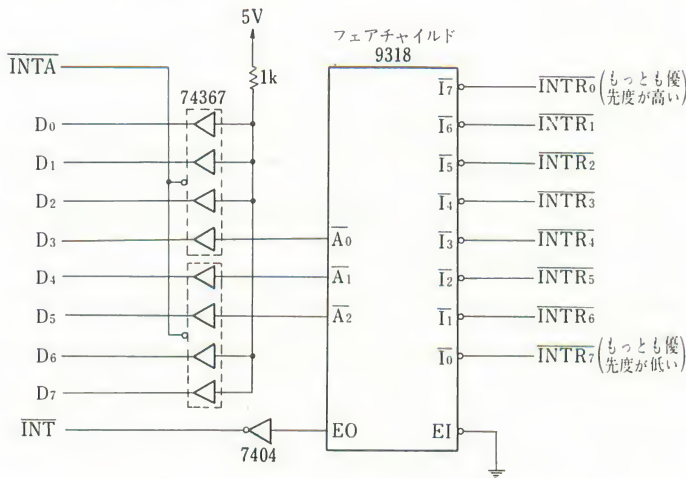 5V
フェアチャイルド
9318
INTA
1k
74367
D0
D1
D2
D3
D4
D5
D6
D7
INT
7404
A0
A1
A2
EO
I7
I6
I5
I4
I3
I2
I1
I0
EI
INTR0 (もっとも優
先度が高い)
INTR1
INTR2
INTR3
INTR4
INTR5
INTR6
INTR7 (もっとも優
先度が低い)